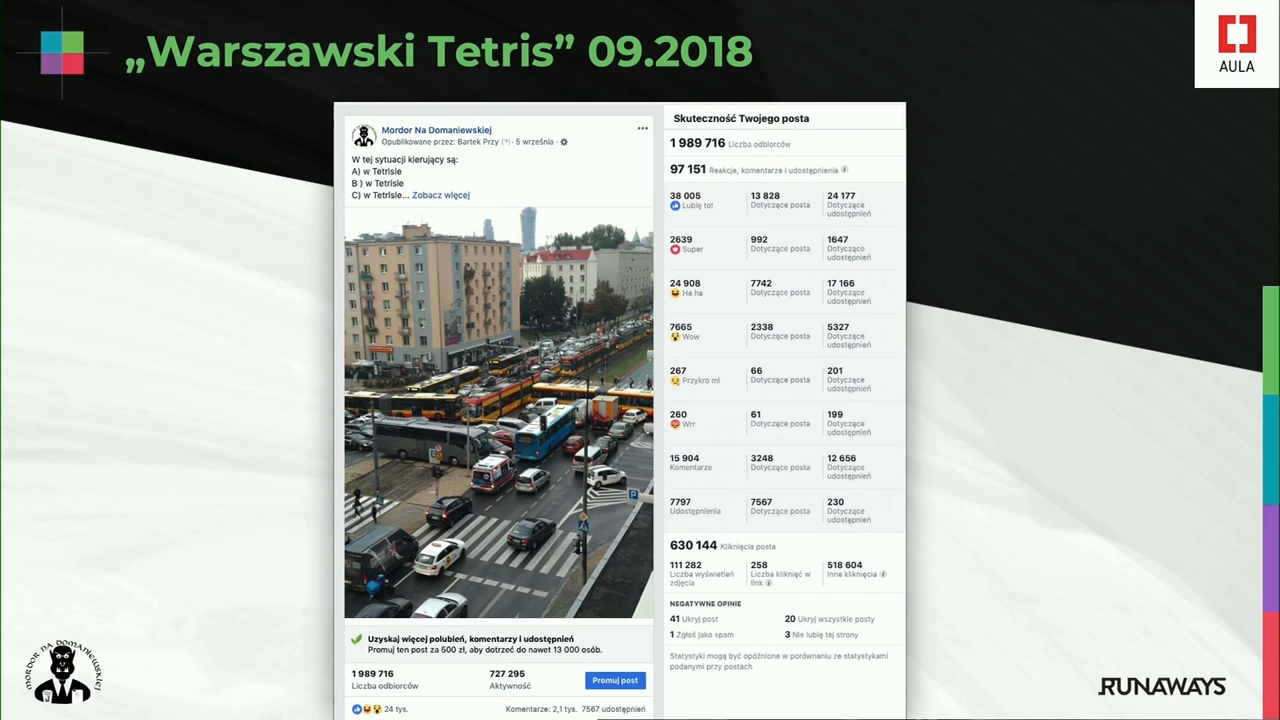 „Warszawski Tetris” 09.2018
AULA
Mordor Na Domaniewskiej
Opublikowane przez: Bartek Przy [?] · 5 września ·
W tej sytuacji kierujący są:
A) w Tetrisie
B ) w Tetrisie
C) w Tetrisie... Zobacz więcej
Uzyskaj więcej polubień, komentarzy i udostępnień
Promuj ten post za 500 zł, aby dotrzeć do nawet 13 000 osób.
1 989 716 727 295
Liczba odbiorców Aktywność
Promuj post
24 tys. Komentarze: 2,1 tys. 7567 udostępnień
Skuteczność Twojego posta
1 989 716 Liczba odbiorców
97 151 Reakcje, komentarze i udostępnienia
38 005 13 828 24 177
Lubię to! Dotyczące posta Dotyczące
udostępnień
2639 992 1647
Super Dotyczące posta Dotyczące
udostępnień
24 908 7742 17 166
Ha ha Dotyczące posta Dotyczące
udostępnień
7665 2338 5327
Wow Dotyczące posta Dotyczące
udostępnień
267 66 201
Przykro mi Dotyczące posta Dotyczące
udostępnień
260 61 199
Wrr Dotyczące posta Dotyczące
udostępnień
15 904 3248 12 656
Komentarze Dotyczące posta Dotyczące
udostępnień
7797 7567 230
Udostępnienia Dotyczące posta Dotyczące
udostępnień
630 144 Kliknięcia posta
111 282 258 518 604
Liczba wyświetleń Liczba kliknięć w Inne kliknięcia
zdjęcia link
NEGATYWNE OPINIE
41 Ukryj post 20 Ukryj wszystkie posty
1 Zgłoś jako spam 3 Nie lubię tej strony
Statystyki mogą być opóźnione w porównaniu ze statystykami
podanymi przy postach
MORDOR NA DOMANIEWSKIEJ
RUNAWAYS